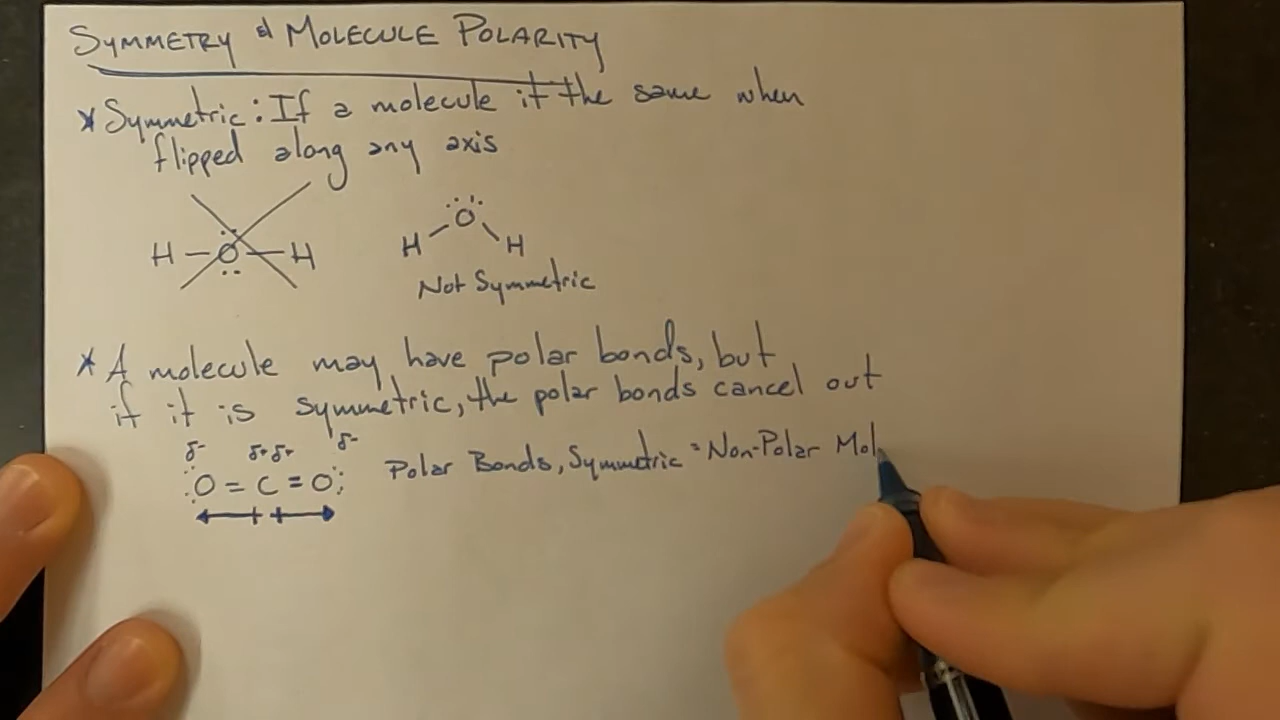 SYMMETRY & MOLECULE POLARITY
* Symmetric: If a molecule it the same when
flipped along any axis
H – O – H
O
H H
Not Symmetric
* A molecule may have polar bonds, but
if it is symmetric, the polar bonds cancel out
δ- δ+ δ+ δ-
O = C = O
Polar Bonds, Symmetric = Non-Polar Mol